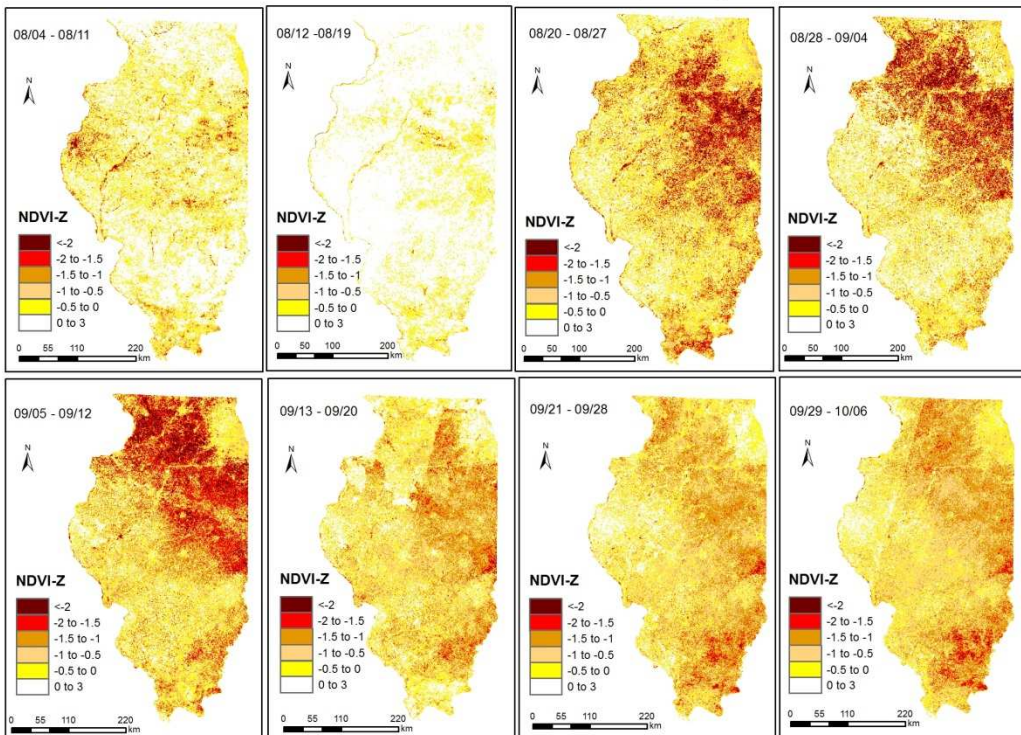 08/04 - 08/11
N
NDVI-Z
<-2
-2 to -1.5
-1.5 to -1
-1 to -0.5
-0.5 to 0
0 to 3
0 55 110 220
km
08/12 -08/19
N
NDVI-Z
<-2
-2 to -1.5
-1.5 to -1
-1 to -0.5
-0.5 to 0
0 to 3
0 50 100 200
km
08/20 - 08/27
N
NDVI-Z
<-2
-2 to -1.5
-1.5 to -1
-1 to -0.5
-0.5 to 0
0 to 3
0 50 100 200
km
08/28 - 09/04
N
NDVI-Z
<-2
-2 to -1.5
-1.5 to -1
-1 to -0.5
-0.5 to 0
0 to 3
0 50 100 200
km
09/05 - 09/12
N
NDVI-Z
<-2
-2 to -1.5
-1.5 to -1
-1 to -0.5
-0.5 to 0
0 to 3
0 55 110 220
km
09/13 - 09/20
N
NDVI-Z
<-2
-2 to -1.5
-1.5 to -1
-1 to -0.5
-0.5 to 0
0 to 3
0 55 110 220
km
09/21 - 09/28
N
NDVI-Z
<-2
-2 to -1.5
-1.5 to -1
-1 to -0.5
-0.5 to 0
0 to 3
0 55 110 220
km
09/29 - 10/06
N
NDVI-Z
<-2
-2 to -1.5
-1.5 to -1
-1 to -0.5
-0.5 to 0
0 to 3
0 55 110 220
km